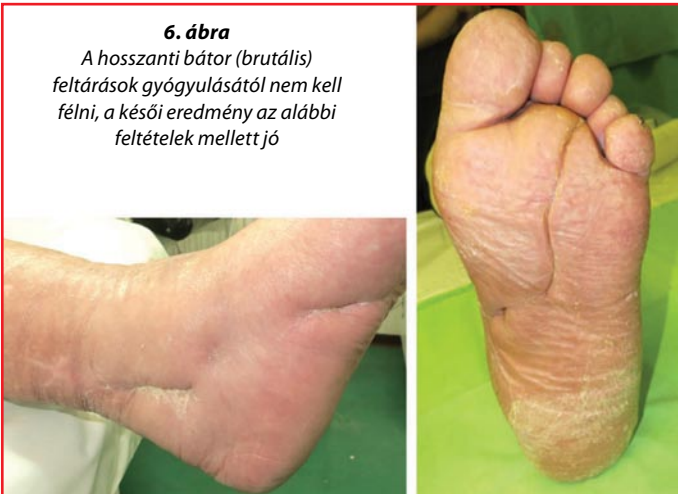 6. ábra
A hosszanti bátor (brutális)
feltárások gyógyulásától nem kell
félni, a késői eredmény az alábbi
feltételek mellett jó